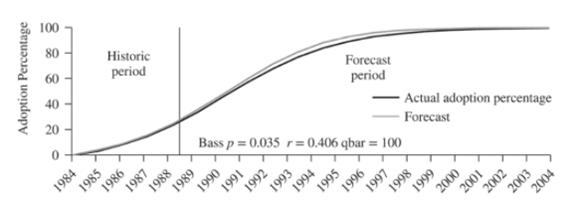 Adoption Percentage
100
80
60
40
20
0
Historic
period
Forecast
period
Actual adoption percentage
Forecast
Bass p = 0.035 r = 0.406 qbar = 100
1984 1985 1986 1987 1988 1989 1990 1991 1992 1993 1994 1995 1996 1997 1998 1999 2000 2001 2002 2003 2004